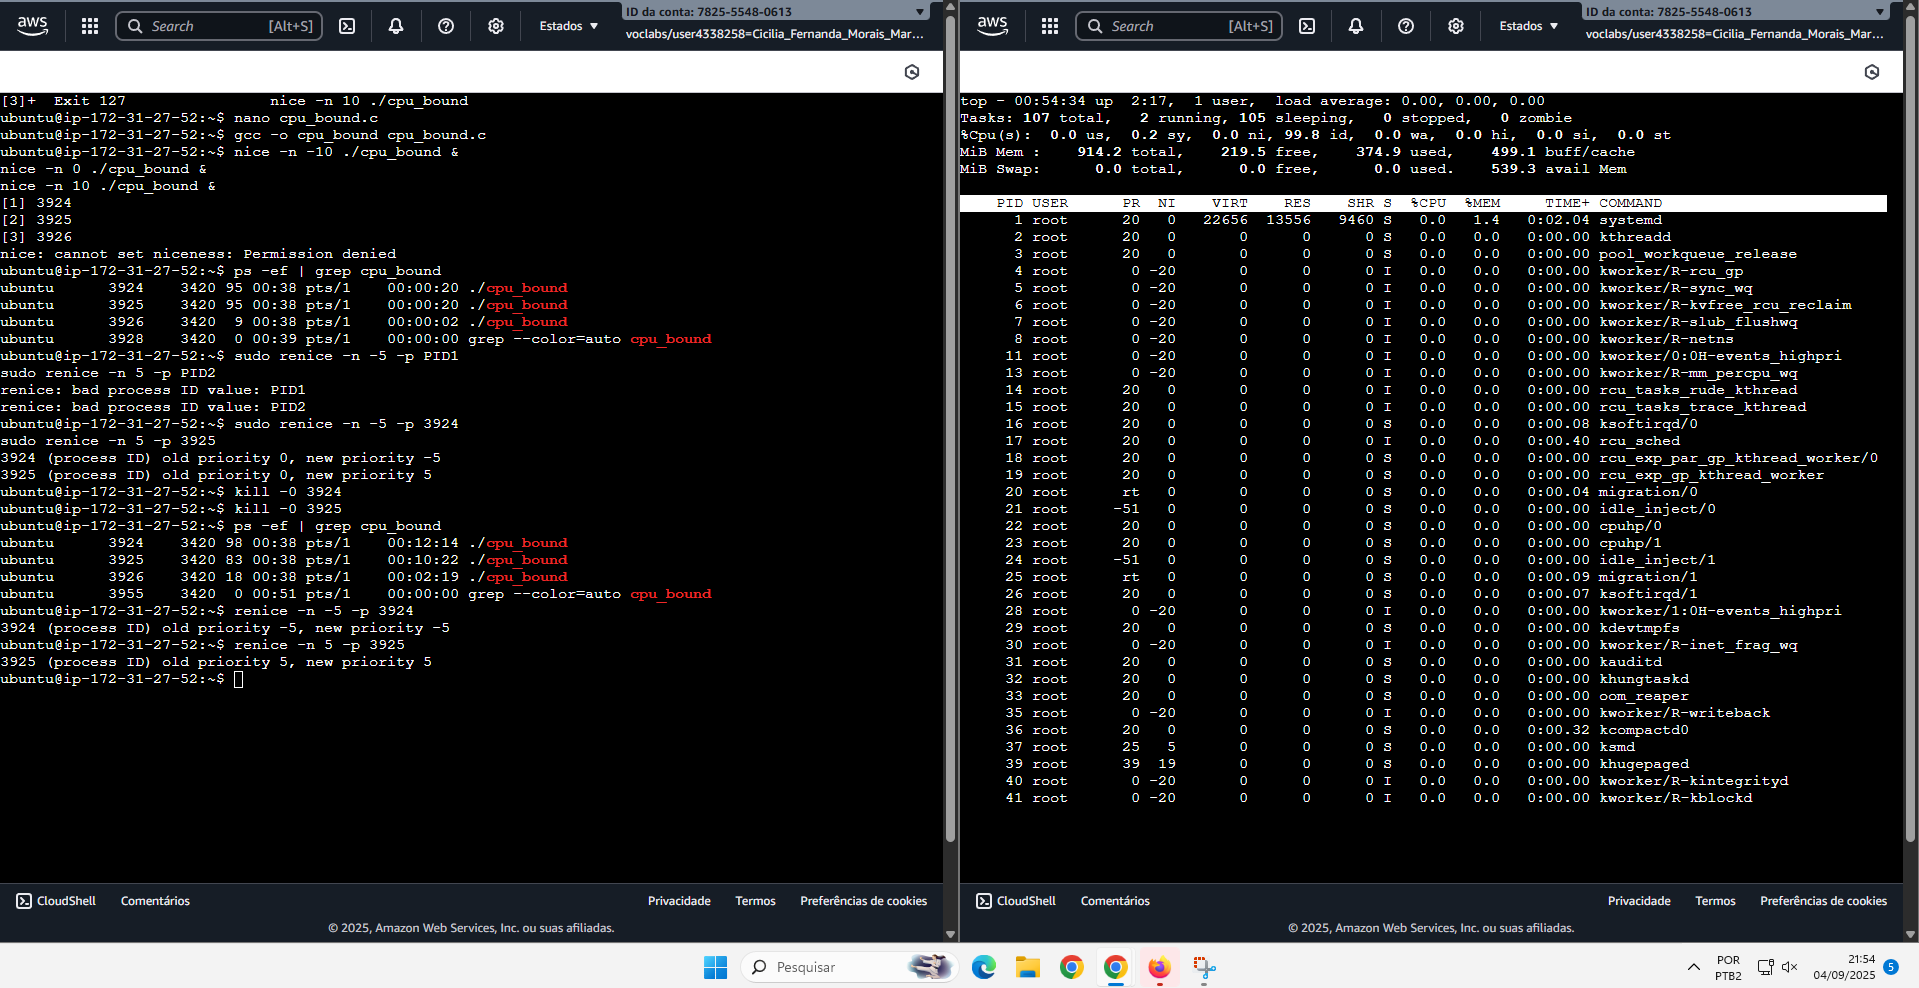 aws
Search [Alt+S]
Estados
ID da conta: 7825-5548-0613
voclabs/user4338258=Cicilia_Fernanda_Morais_Mar...
[3]+  Exit 127                nice -n 10 ./cpu_bound
ubuntu@ip-172-31-27-52:~$ nano cpu_bound.c
ubuntu@ip-172-31-27-52:~$ gcc -o cpu_bound cpu_bound.c
ubuntu@ip-172-31-27-52:~$ nice -n -10 ./cpu_bound &
nice -n 0 ./cpu_bound &
nice -n 10 ./cpu_bound &
[1] 3924
[2] 3925
[3] 3926
nice: cannot set niceness: Permission denied
ubuntu@ip-172-31-27-52:~$ ps -ef | grep cpu_bound
ubuntu      3924    3420 95 00:38 pts/1    00:00:20 ./cpu_bound
ubuntu      3925    3420 95 00:38 pts/1    00:00:20 ./cpu_bound
ubuntu      3926    3420  9 00:38 pts/1    00:00:02 ./cpu_bound
ubuntu      3928    3420  0 00:39 pts/1    00:00:00 grep --color=auto cpu_bound
ubuntu@ip-172-31-27-52:~$ sudo renice -n -5 -p PID1
sudo renice -n 5 -p PID2
renice: bad process ID value: PID1
renice: bad process ID value: PID2
ubuntu@ip-172-31-27-52:~$ sudo renice -n -5 -p 3924
sudo renice -n 5 -p 3925
3924 (process ID) old priority 0, new priority -5
3925 (process ID) old priority 0, new priority 5
ubuntu@ip-172-31-27-52:~$ kill -0 3924
ubuntu@ip-172-31-27-52:~$ kill -0 3925
ubuntu@ip-172-31-27-52:~$ ps -ef | grep cpu_bound
ubuntu      3924    3420 98 00:38 pts/1    00:12:14 ./cpu_bound
ubuntu      3925    3420 83 00:38 pts/1    00:10:22 ./cpu_bound
ubuntu      3926    3420 18 00:38 pts/1    00:02:19 ./cpu_bound
ubuntu      3955    3420  0 00:51 pts/1    00:00:00 grep --color=auto cpu_bound
ubuntu@ip-172-31-27-52:~$ renice -n -5 -p 3924
3924 (process ID) old priority -5, new priority -5
ubuntu@ip-172-31-27-52:~$ renice -n 5 -p 3925
3925 (process ID) old priority 5, new priority 5
ubuntu@ip-172-31-27-52:~$
CloudShell Comentários Privacidade Termos Preferências de cookies
© 2025, Amazon Web Services, Inc. ou suas afiliadas.
aws
Search [Alt+S]
Estados
ID da conta: 7825-5548-0613
voclabs/user4338258=Cicilia_Fernanda_Morais_Mar...
top - 00:54:34 up  2:17,  1 user,  load average: 0.00, 0.00, 0.00
Tasks: 107 total,   2 running, 105 sleeping,   0 stopped,   0 zombie
%Cpu(s):  0.0 us,  0.2 sy,  0.0 ni, 99.8 id,  0.0 wa,  0.0 hi,  0.0 si,  0.0 st
MiB Mem :    914.2 total,    219.5 free,    374.9 used,    499.1 buff/cache
MiB Swap:      0.0 total,      0.0 free,      0.0 used.    539.3 avail Mem
PID USER      PR  NI    VIRT    RES    SHR S  %CPU  %MEM     TIME+ COMMAND
1 root      20   0   22656  13556   9460 S   0.0   1.4   0:02.04 systemd
2 root      20   0       0      0      0 S   0.0   0.0   0:00.00 kthreadd
3 root      20   0       0      0      0 S   0.0   0.0   0:00.00 pool_workqueue_release
4 root       0 -20       0      0      0 I   0.0   0.0   0:00.00 kworker/R-rcu_gp
5 root       0 -20       0      0      0 I   0.0   0.0   0:00.00 kworker/R-sync_wq
6 root       0 -20       0      0      0 I   0.0   0.0   0:00.00 kworker/R-kvfree_rcu_reclaim
7 root       0 -20       0      0      0 I   0.0   0.0   0:00.00 kworker/R-slub_flushwq
8 root       0 -20       0      0      0 I   0.0   0.0   0:00.00 kworker/R-netns
11 root       0 -20       0      0      0 I   0.0   0.0   0:00.00 kworker/0:0H-events_highpri
13 root       0 -20       0      0      0 I   0.0   0.0   0:00.00 kworker/R-mm_percpu_wq
14 root      20   0       0      0      0 I   0.0   0.0   0:00.00 rcu_tasks_rude_kthread
15 root      20   0       0      0      0 I   0.0   0.0   0:00.00 rcu_tasks_trace_kthread
16 root      20   0       0      0      0 S   0.0   0.0   0:00.08 ksoftirqd/0
17 root      20   0       0      0      0 I   0.0   0.0   0:00.40 rcu_sched
18 root      20   0       0      0      0 S   0.0   0.0   0:00.00 rcu_exp_par_gp_kthread_worker/0
19 root      20   0       0      0      0 S   0.0   0.0   0:00.00 rcu_exp_gp_kthread_worker
20 root      rt   0       0      0      0 S   0.0   0.0   0:00.04 migration/0
21 root     -51   0       0      0      0 S   0.0   0.0   0:00.00 idle_inject/0
22 root      20   0       0      0      0 S   0.0   0.0   0:00.00 cpuhp/0
23 root      20   0       0      0      0 S   0.0   0.0   0:00.00 cpuhp/1
24 root     -51   0       0      0      0 S   0.0   0.0   0:00.00 idle_inject/1
25 root      rt   0       0      0      0 S   0.0   0.0   0:00.09 migration/1
26 root      20   0       0      0      0 S   0.0   0.0   0:00.07 ksoftirqd/1
28 root       0 -20       0      0      0 I   0.0   0.0   0:00.00 kworker/1:0H-events_highpri
29 root      20   0       0      0      0 S   0.0   0.0   0:00.00 kdevtmpfs
30 root       0 -20       0      0      0 I   0.0   0.0   0:00.00 kworker/R-inet_frag_wq
31 root      20   0       0      0      0 S   0.0   0.0   0:00.00 kauditd
32 root      20   0       0      0      0 S   0.0   0.0   0:00.00 khungtaskd
33 root      20   0       0      0      0 S   0.0   0.0   0:00.00 oom_reaper
35 root       0 -20       0      0      0 I   0.0   0.0   0:00.00 kworker/R-writeback
36 root      20   0       0      0      0 S   0.0   0.0   0:00.32 kcompactd0
37 root      25   5       0      0      0 S   0.0   0.0   0:00.00 ksmd
39 root      39  19       0      0      0 S   0.0   0.0   0:00.00 khugepaged
40 root       0 -20       0      0      0 I   0.0   0.0   0:00.00 kworker/R-kintegrityd
41 root       0 -20       0      0      0 I   0.0   0.0   0:00.00 kworker/R-kblockd
CloudShell Comentários Privacidade Termos Preferências de cookies
© 2025, Amazon Web Services, Inc. ou suas afiliadas.
Pesquisar
POR
PTB2
21:54
04/09/2025
5